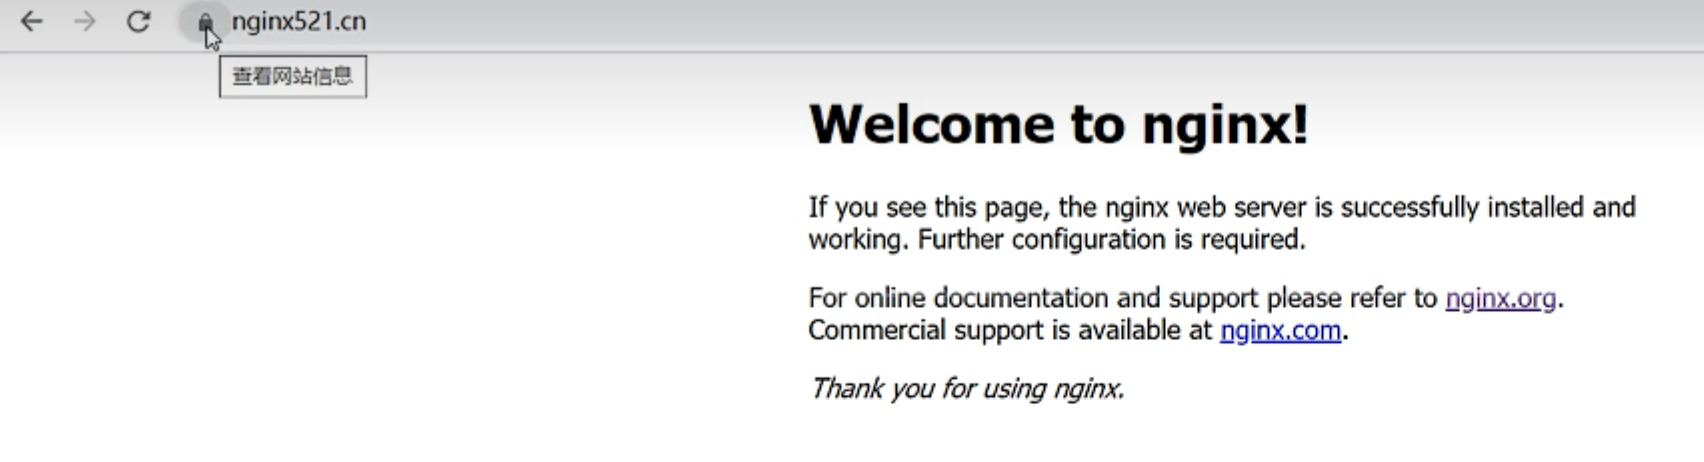 nginx521.cn
查看网站信息
Welcome to nginx!
If you see this page, the nginx web server is successfully installed and
working. Further configuration is required.
For online documentation and support please refer to nginx.org.
Commercial support is available at nginx.com.
Thank you for using nginx.